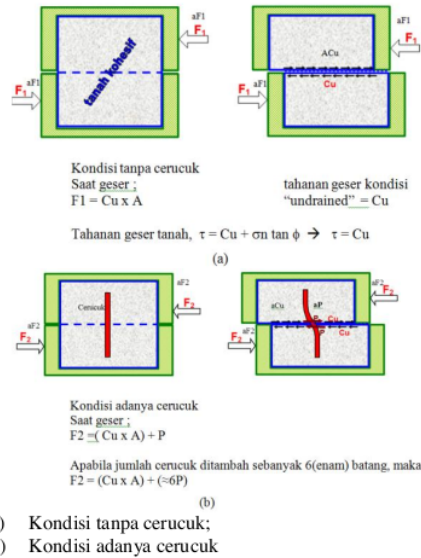 aF1
F₁
tanah kohesif
aF1
F₁
aF1
F₁
ACu
Cu
aF1
F₁
Kondisi tanpa cerucuk
Saat geser ;
F1 = Cu x A
tahanan geser kondisi
“undrained” = Cu
Tahanan geser tanah, τ = Cu + σn tan ϕ → τ = Cu
(a)
aF2
F₂
Cerucuk
aF2
F₂
aF2
F₂
aCu
aP
Cu
Cu
aF2
F₂
Kondisi adanya cerucuk
Saat geser ;
F2 =( Cu x A) + P
Apabila jumlah cerucuk ditambah sebanyak 6(enam) batang, maka
F2 = (Cu x A) + (≈6P)
(b)
) Kondisi tanpa cerucuk;
) Kondisi adanya cerucuk